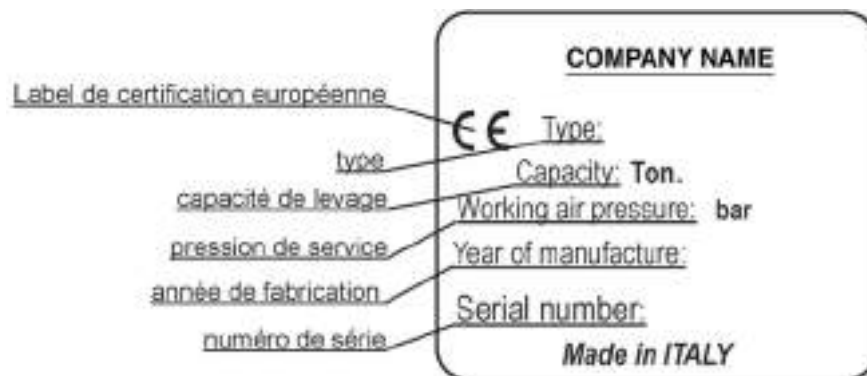 COMPANY NAME
Label de certification européenne
CE Type:
type
Capacity: Ton.
capacité de levage
Working air pressure: bar
pression de service
Year of manufacture:
année de fabrication
Serial number:
numéro de série
Made in ITALY